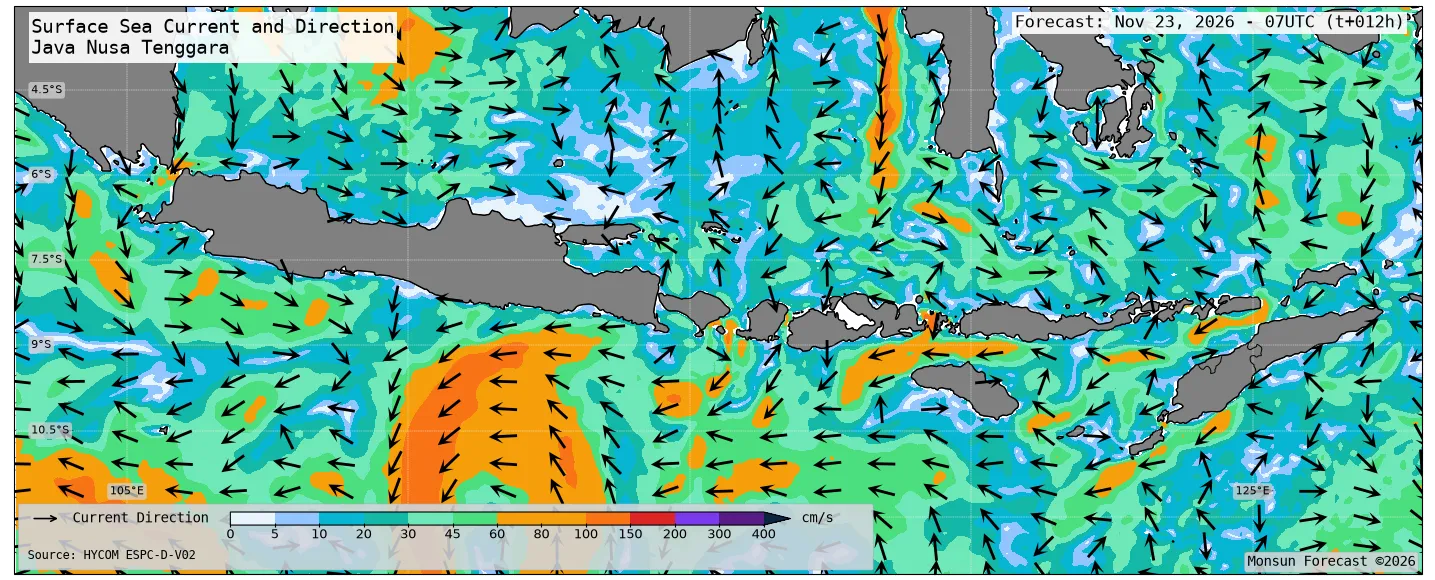 Surface Sea Current and Direction
Java Nusa Tenggara
Forecast: Nov 23, 2026 - 07UTC (t+012h)
4.5°S
6°S
7.5°S
9°S
10.5°S
105°E
125°E
Current Direction
0 5 10 20 30 45 60 80 100 150 200 300 400
cm/s
Source: HYCOM ESPC-D-V02
Monsun Forecast ©2026